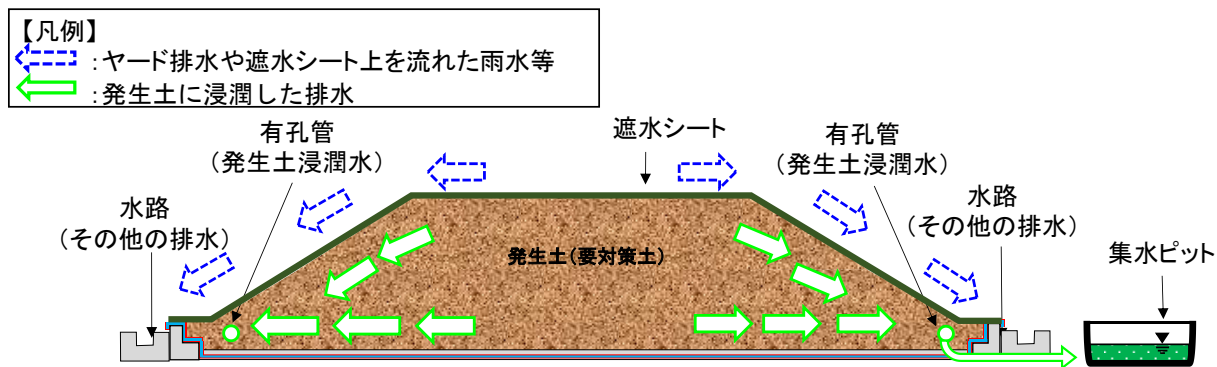 【凡例】
：ヤード排水や遮水シート上を流れた雨水等
：発生土に浸潤した排水
有孔管
（発生土浸潤水）
遮水シート
有孔管
（発生土浸潤水）
水路
（その他の排水）
水路
（その他の排水）
集水ピット
発生土（要対策土）